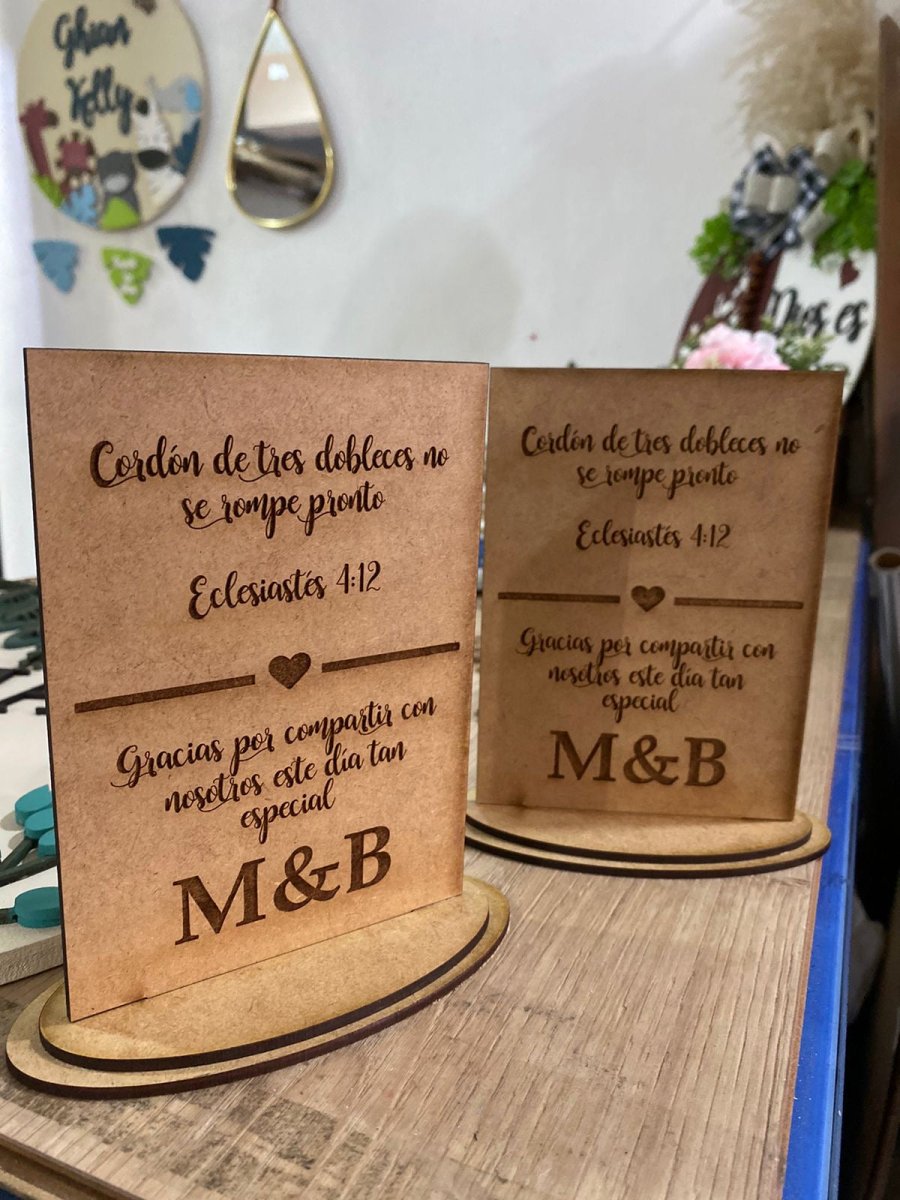 Ghian
Kelly
Dios es
Cordón de tres dobleces no
se rompe pronto
Eclesiastés 4:12
Gracias por compartir con
nosotros este día tan
especial
M&B
Cordón de tres dobleces no
se rompe pronto
Eclesiastés 4:12
Gracias por compartir con
nosotros este día tan
especial
M&B